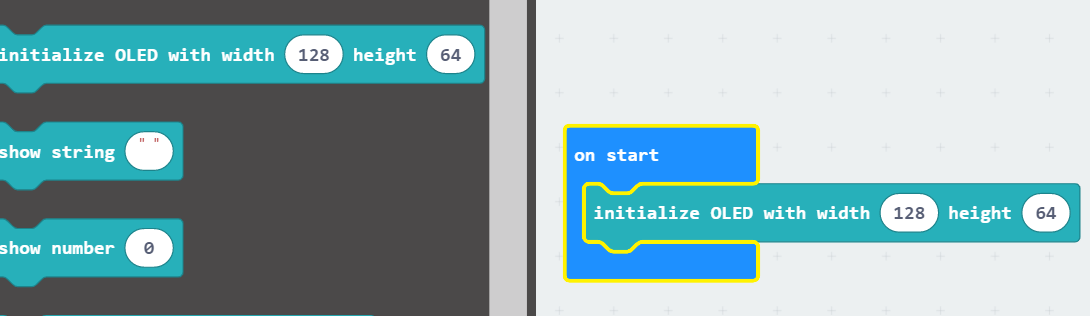 initialize OLED with width 128 height 64
show string " "
show number 0
on start
initialize OLED with width 128 height 64